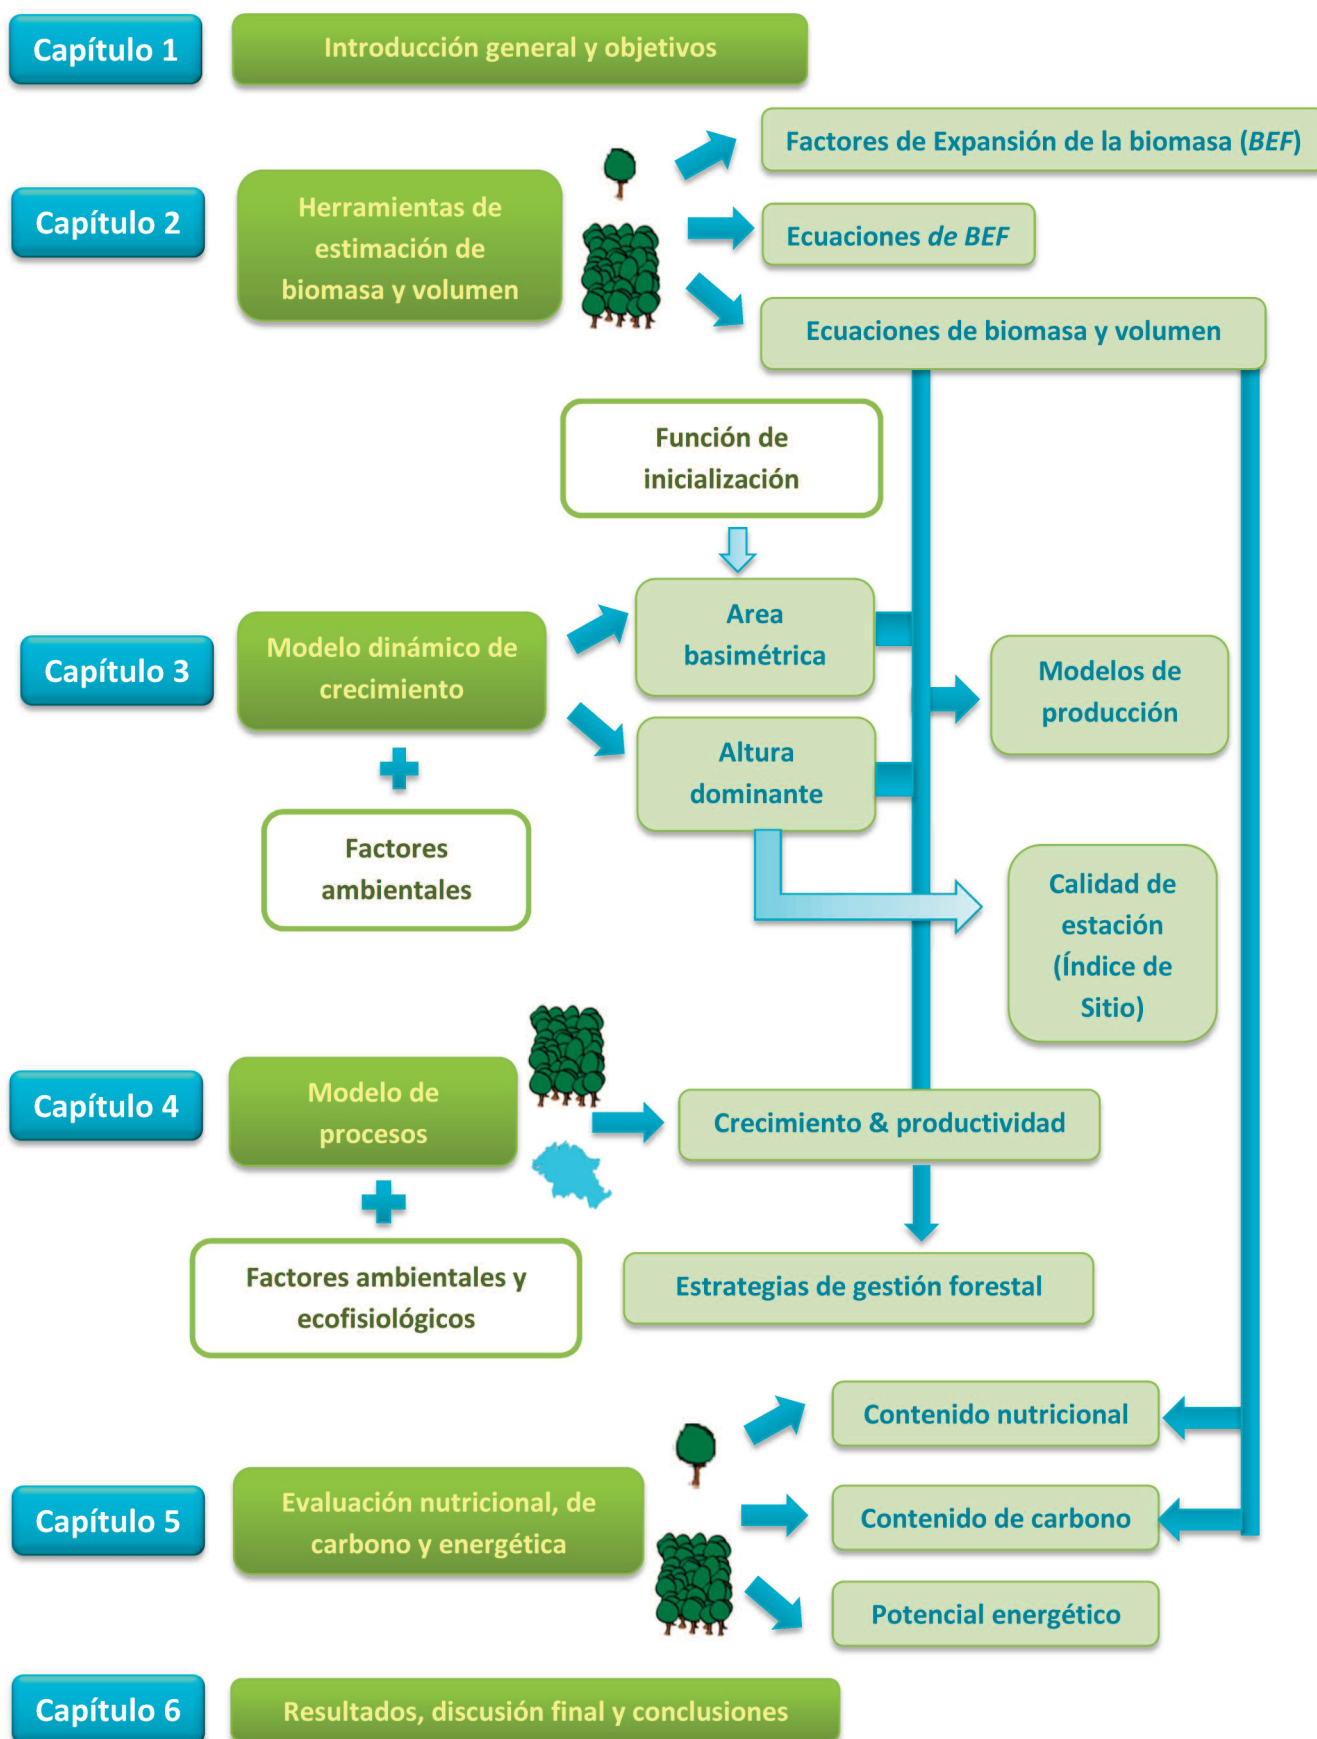 Capítulo 1
Introducción general y objetivos
Factores de Expansión de la biomasa (BEF)
Capítulo 2
Herramientas de
estimación de
biomasa y volumen
Ecuaciones de BEF
Ecuaciones de biomasa y volumen
Función de
inicialización
Capítulo 3
Modelo dinámico de
crecimiento
Area
basimétrica
Modelos de
producción
Altura
dominante
Factores
ambientales
Calidad de
estación
(Índice de
Sitio)
Capítulo 4
Modelo de
procesos
Crecimiento & productividad
Factores ambientales y
ecofisiológicos
Estrategias de gestión forestal
Contenido nutricional
Capítulo 5
Evaluación nutricional, de
carbono y energética
Contenido de carbono
Potencial energético
Capítulo 6
Resultados, discusión final y conclusiones